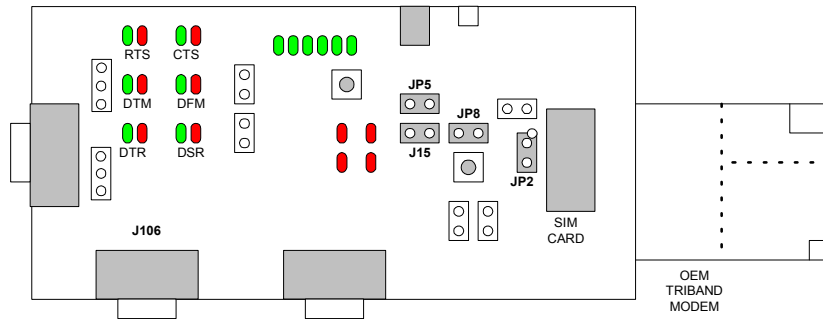 RTS CTS
DTM DFM
DTR DSR
JP5
JP8
J15
JP2
J106
SIM
CARD
OEM
TRIBAND
MODEM